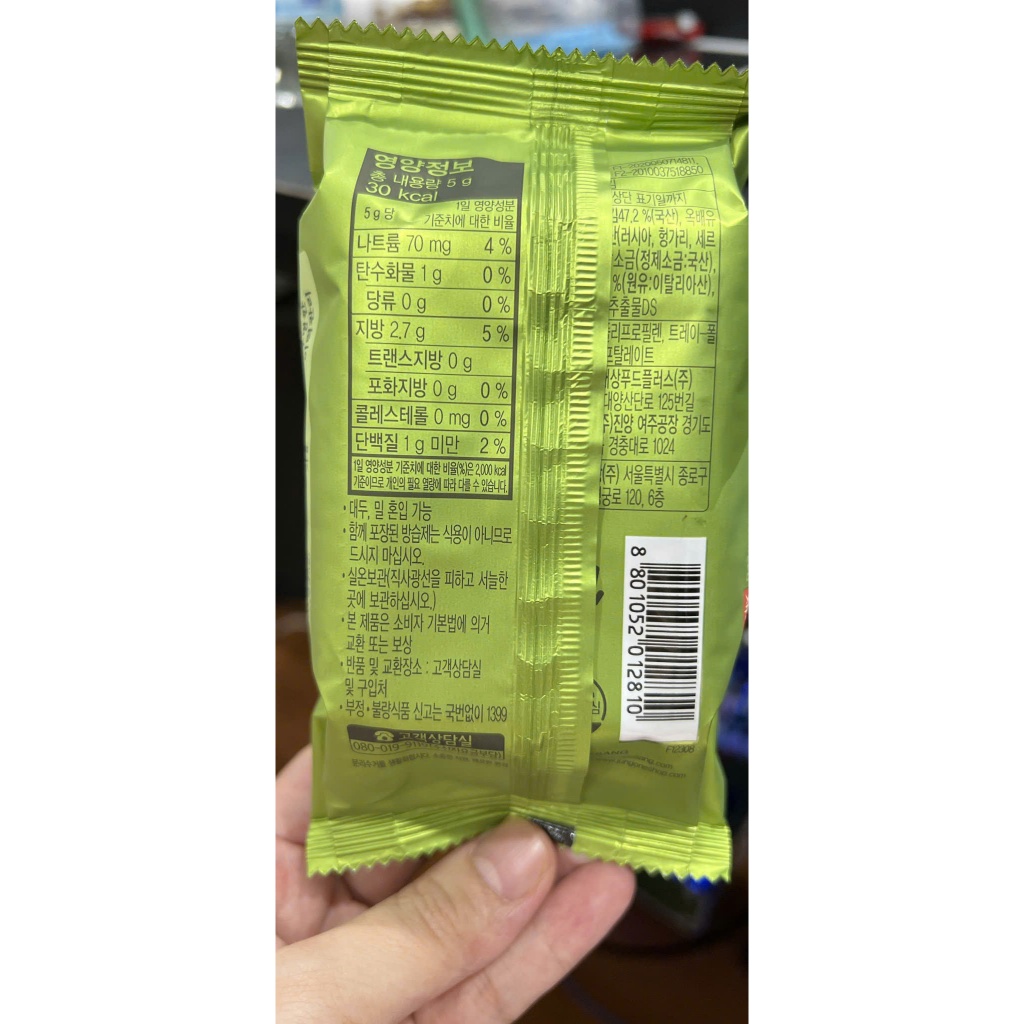 영양정보
총 내용량 5 g
30 kcal
5 g 당 1일 영양성분
기준치에 대한 비율
나트륨 70 mg 4 %
탄수화물 1 g 0 %
당류 0 g 0 %
지방 2.7 g 5 %
트랜스지방 0 g
포화지방 0 g 0 %
콜레스테롤 0 mg 0 %
단백질 1 g 미만 2 %
1일 영양성분 기준치에 대한 비율(%)은 2,000 kcal
기준이므로 개인의 필요 열량에 따라 다를 수 있습니다.
• 대두, 밀 혼입 가능
• 함께 포장된 방습제는 식용이 아니므로
드시지 마십시오.
• 실온보관(직사광선을 피하고 서늘한
곳에 보관하십시오.)
• 본 제품은 소비자 기본법에 의거
교환 또는 보상
• 반품 및 교환장소 : 고객상담실
및 구입처
• 부정•불량식품 신고는 국번없이 1399
고객상담실
080-019-91
F2-2010037518850
상단 표기일까지
47.2 %(국산), 옥배유
(러시아, 헝가리, 세르
소금(정제소금:국산),
%(원유:이탈리아산),
추출물DS
리프로필렌, 트레이-폴
프탈레이트
상푸드플러스(주)
대양산단로 125번길
주)진양 여주공장 경기도
경충대로 1024
(주) 서울특별시 종로구
궁로 120, 6층
8 801052 012810